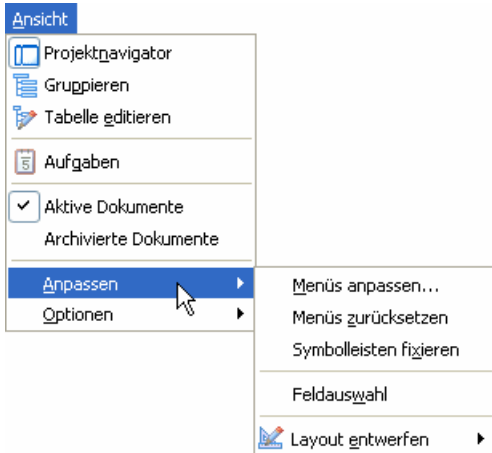 Ansicht
Projektnavigator
Gruppieren
Tabelle editieren
5 Aufgaben
Aktive Dokumente
Archivierte Dokumente
Anpassen
Optionen
Menüs anpassen...
Menüs zurücksetzen
Symbolleisten fixieren
Feldauswahl
Layout entwerfen